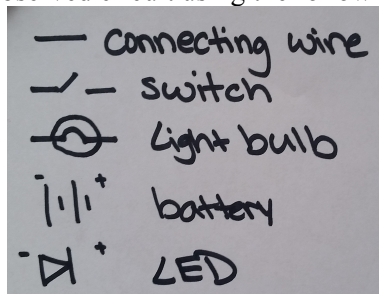 connecting wire
switch
Light bulb
- + battery
- + LED